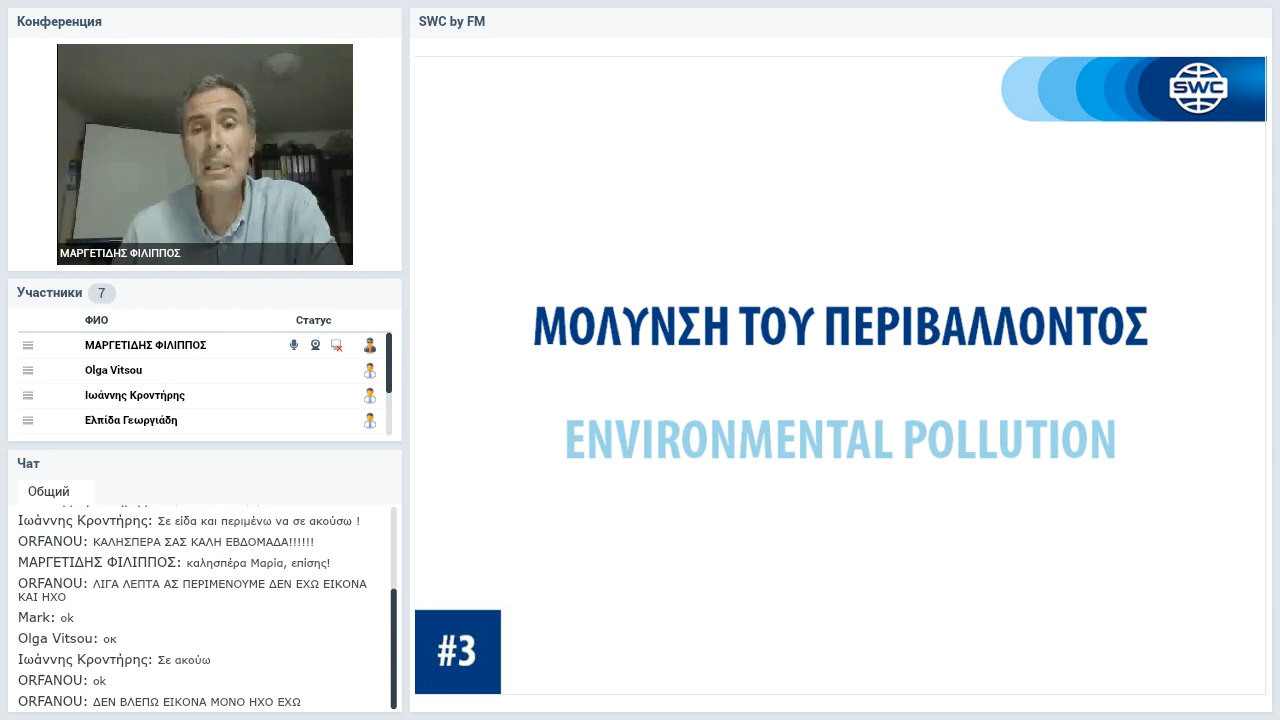 Конференция
ΜΑΡΓΕΤΙΔΗΣ ΦΙΛΙΠΠΟΣ
Участники 7
ФИО Статус
ΜΑΡΓΕΤΙΔΗΣ ΦΙΛΙΠΠΟΣ
Olga Vitsou
Ιωάννης Κροντήρης
Ελπίδα Γεωργιάδη
Чат
Общий
Ιωάννης Κροντήρης: Σε είδα και περιμένω να σε ακούσω !
ORFANOU: ΚΑΛΗΣΠΕΡΑ ΣΑΣ ΚΑΛΗ ΕΒΔΟΜΑΔΑ!!!!!!
ΜΑΡΓΕΤΙΔΗΣ ΦΙΛΙΠΠΟΣ: καλησπέρα Μαρία, επίσης!
ORFANOU: ΛΙΓΑ ΛΕΠΤΑ ΑΣ ΠΕΡΙΜΕΝΟΥΜΕ ΔΕΝ ΕΧΩ ΕΙΚΟΝΑ
ΚΑΙ ΗΧΟ
Mark: ok
Olga Vitsou: οκ
Ιωάννης Κροντήρης: Σε ακούω
ORFANOU: ok
ORFANOU: ΔΕΝ ΒΛΕΠΩ ΕΙΚΟΝΑ ΜΟΝΟ ΗΧΟ ΕΧΩ
SWC by FM
SWC
ΜΟΛΥΝΣΗ ΤΟΥ ΠΕΡΙΒΑΛΛΟΝΤΟΣ
ENVIRONMENTAL POLLUTION
#3